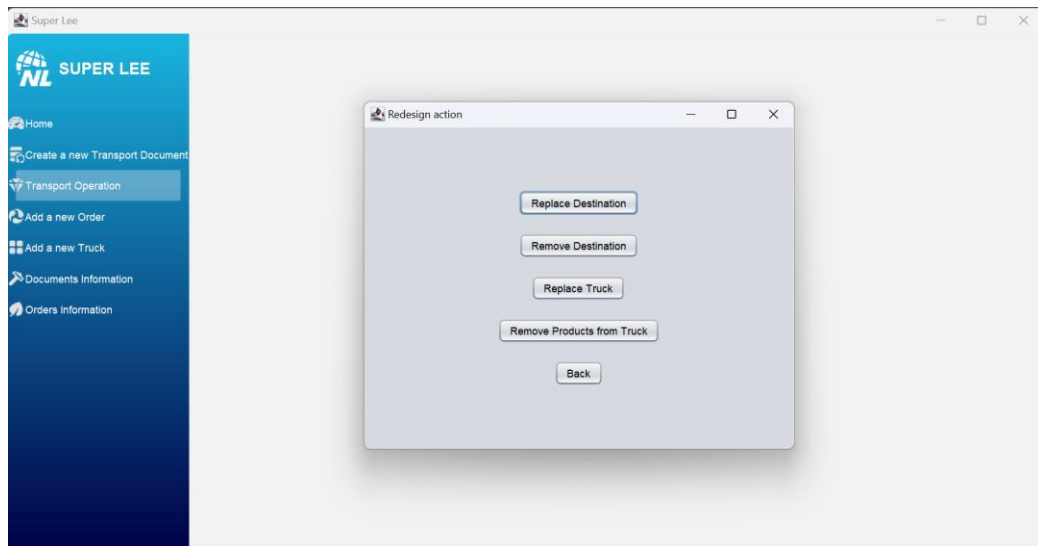 Super Lee
NL SUPER LEE
Home
Create a new Transport Document
Transport Operation
Add a new Order
Add a new Truck
Documents Information
Orders Information
Redesign action
Replace Destination
Remove Destination
Replace Truck
Remove Products from Truck
Back